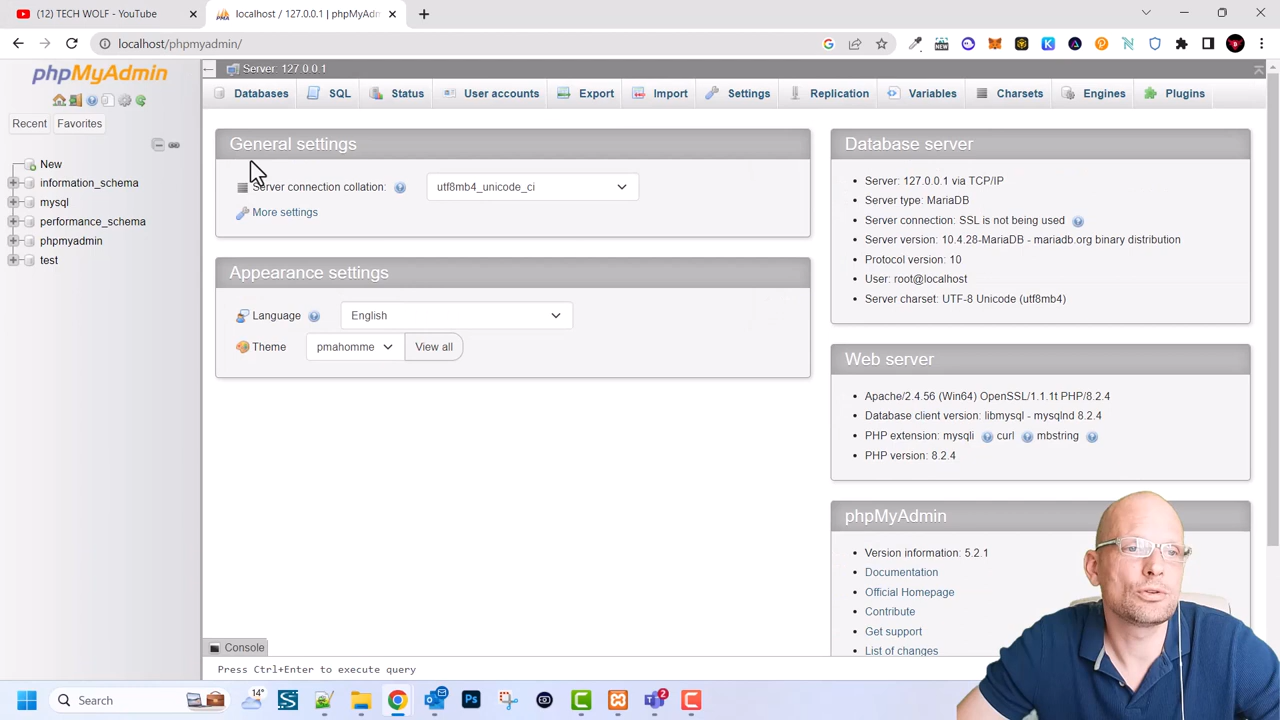 (12) TECH WOLF - YouTube
localhost / 127.0.0.1 | phpMyAdm
localhost/phpmyadmin/
phpMyAdmin
Recent Favorites
New
information_schema
mysql
performance_schema
phpmyadmin
test
Server: 127.0.0.1
Databases SQL Status User accounts Export Import Settings Replication Variables Charsets Engines Plugins
General settings
Server connection collation: utf8mb4_unicode_ci
More settings
Appearance settings
Language English
Theme pmahomme View all
Database server
Server: 127.0.0.1 via TCP/IP
Server type: MariaDB
Server connection: SSL is not being used
Server version: 10.4.28-MariaDB - mariadb.org binary distribution
Protocol version: 10
User: root@localhost
Server charset: UTF-8 Unicode (utf8mb4)
Web server
Apache/2.4.56 (Win64) OpenSSL/1.1.1t PHP/8.2.4
Database client version: libmysql - mysqlnd 8.2.4
PHP extension: mysqli curl mbstring
PHP version: 8.2.4
phpMyAdmin
Version information: 5.2.1
Documentation
Official Homepage
Contribute
Get support
List of changes
Console
Press Ctrl+Enter to execute query
Search
14°
2